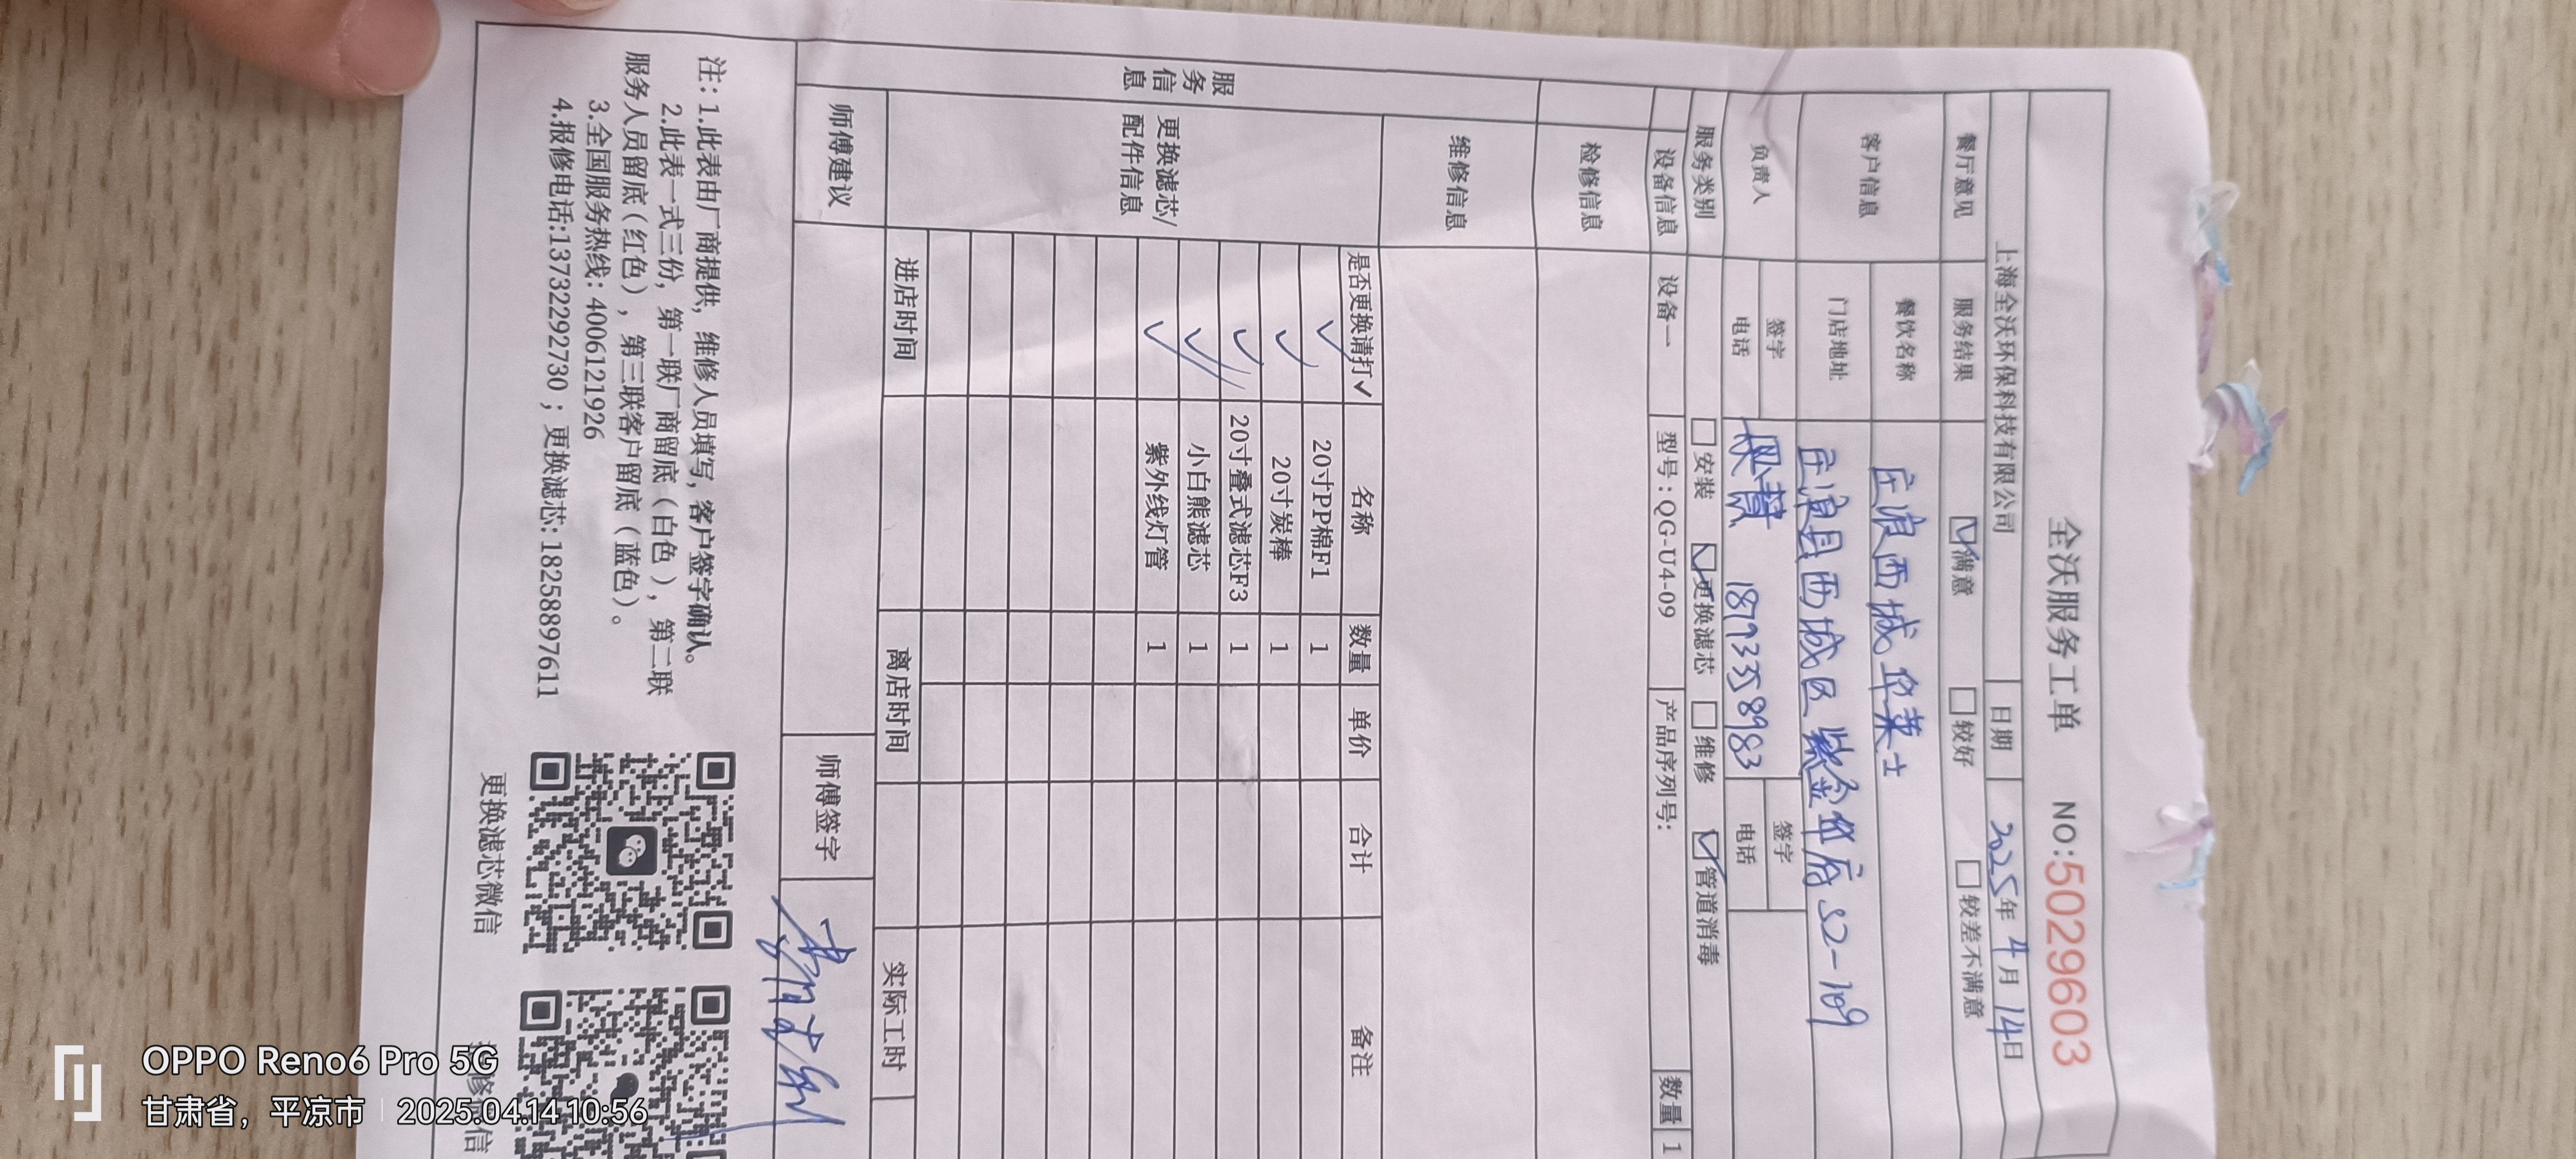 全沃服务工单 NO:5029603
上海全沃环保科技有限公司 日期 2025年4月14日
餐厅意见 服务结果 ☑满意 □较好 □较差不满意
客户信息 餐饮名称 庄浪西城华莱士
门店地址 庄浪县西城区紫金华府S2-109
负责人 签字 签字
电话 18793358983 电话
服务类别 □安装 ☑更换滤芯 □维修 ☑管道消毒
设备信息 设备一 型号:QG-U4-09 产品序列号: 数量 1
检修信息
维修信息
服务信息
更换滤芯/配件信息
是否更换请打✓ 名称 数量 单价 合计 备注
✓ 20寸PP棉F1 1
✓ 20寸炭棒 1
✓ 20寸叠式滤芯F3 1
✓ 小白熊滤芯 1
✓ 紫外线灯管 1
进店时间 离店时间 实际工时
师傅建议 师傅签字
注: 1.此表由厂商提供, 维修人员填写, 客户签字确认。
2.此表一式三份, 第一联厂商留底(白色), 第二联
服务人员留底(红色), 第三联客户留底(蓝色)。
3.全国服务热线: 4006121926
4.报修电话:13732292730; 更换滤芯: 18258897611
更换滤芯微信
修微信
OPPO Reno6 Pro 5G
甘肃省, 平凉市 | 2025.04.14 10:56